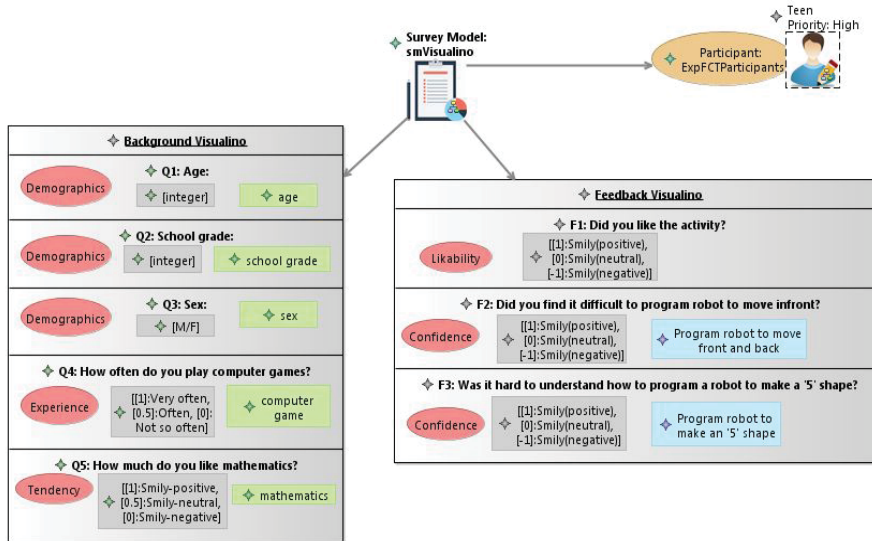 Teen
Priority: High
Survey Model:
smVisualino
Participant:
ExpFCTParticipants
Background Visualino
Q1: Age:
Demographics
[integer]
age
Q2: School grade:
Demographics
[integer]
school grade
Q3: Sex:
Demographics
[M/F]
sex
Q4: How often do you play computer games?
Experience
[[1]:Very often,
[0.5]:Often, [0]:
Not so often]
computer
game
Q5: How much do you like mathematics?
Tendency
[[1]:Smily-positive,
[0.5]:Smily-neutral,
[0]:Smily-negative]
mathematics
Feedback Visualino
F1: Did you like the activity?
Likability
[[1]:Smily(positive),
[0]:Smily(neutral),
[-1]:Smily(negative)]
F2: Did you find it difficult to program robot to move infront?
Confidence
[[1]:Smily(positive),
[0]:Smily(neutral),
[-1]:Smily(negative)]
Program robot to move
front and back
F3: Was it hard to understand how to program a robot to make a '5' shape?
Confidence
[[1]:Smily(positive),
[0]:Smily(neutral),
[-1]:Smily(negative)]
Program robot to
make an '5' shape